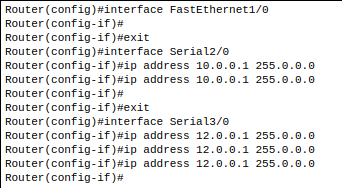 Router(config)#interface FastEthernet1/0
Router(config-if)#
Router(config-if)#exit
Router(config)#interface Serial2/0
Router(config-if)#ip address 10.0.0.1 255.0.0.0
Router(config-if)#ip address 10.0.0.1 255.0.0.0
Router(config-if)#
Router(config-if)#exit
Router(config)#interface Serial3/0
Router(config-if)#ip address 12.0.0.1 255.0.0.0
Router(config-if)#ip address 12.0.0.1 255.0.0.0
Router(config-if)#ip address 12.0.0.1 255.0.0.0
Router(config-if)#